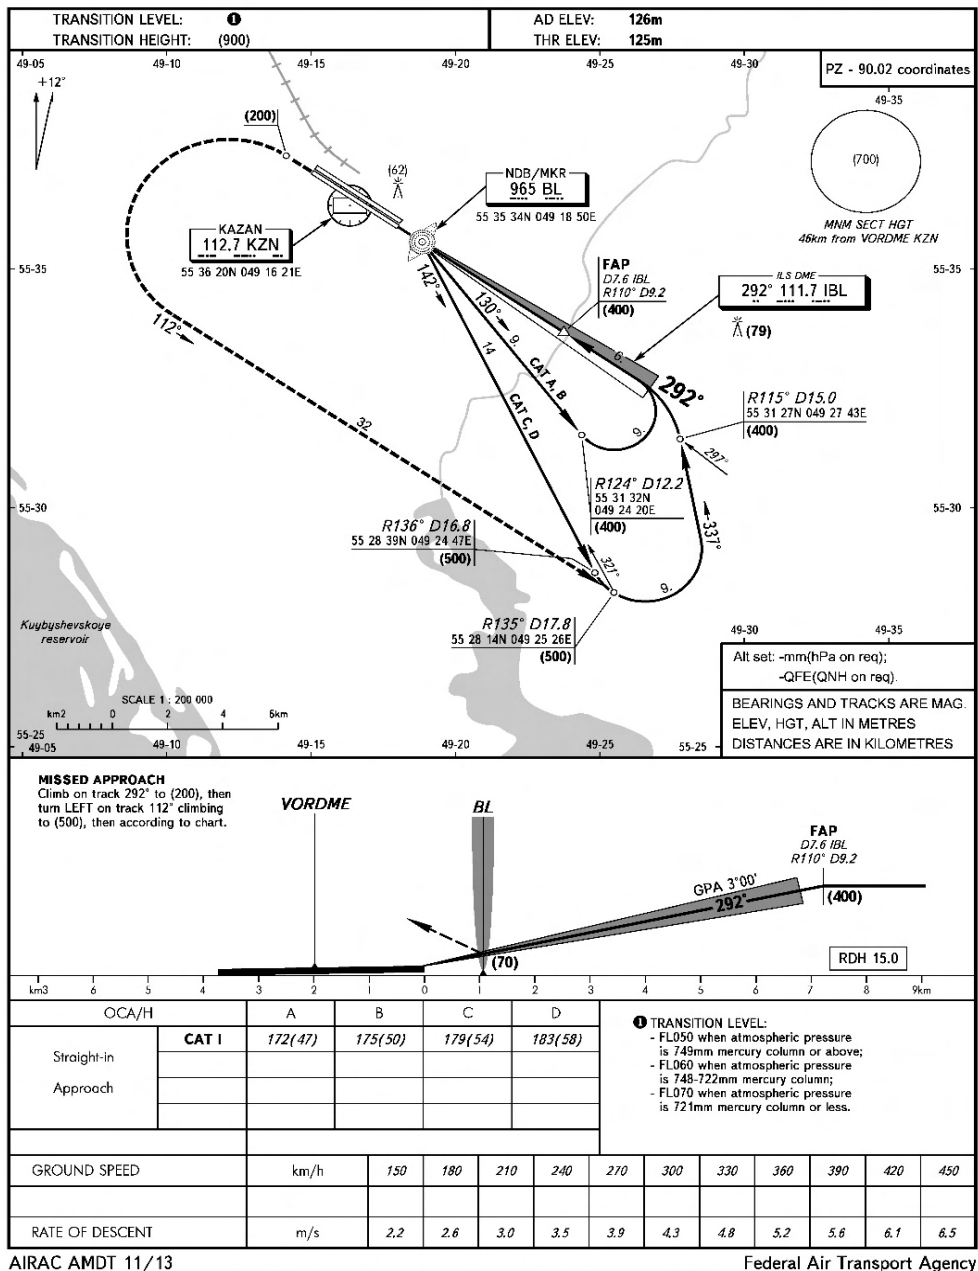 TRANSITION LEVEL: ❶
TRANSITION HEIGHT: (900)
AD ELEV: 126m
THR ELEV: 125m
49-05 49-10 49-15 49-20 49-25 49-30
PZ - 90.02 coordinates
+12°
49-35
(200)
(700)
MNM SECT HGT
46km from VORDME KZN
(62)
NDB/MKR
965 BL
55 35 34N 049 18 50E
KAZAN
112.7 KZN
55 36 20N 049 16 21E
55-35
55-35
FAP
D7.6 IBL
R110° D9.2
(400)
ILS DME
292° 111.7 IBL
(79)
142°
130°
9.
14
CAT A, B
CAT C, D
6.
292°
112°
32
9.
R115° D15.0
55 31 27N 049 27 43E
(400)
297°
R124° D12.2
55 31 32N
049 24 20E
(400)
55-30
55-30
337°
R136° D16.8
55 28 39N 049 24 47E
(500)
321°
9.
R135° D17.8
55 28 14N 049 25 26E
(500)
Kuybyshevskoye
reservoir
49-30 49-35
Alt set: -mm(hPa on req);
-QFE(QNH on req).
BEARINGS AND TRACKS ARE MAG.
ELEV, HGT, ALT IN METRES
DISTANCES ARE IN KILOMETRES
SCALE 1 : 200 000
km2 0 2 4 6km
55-25
49-05 49-10 49-15 49-20 49-25 55-25
MISSED APPROACH
Climb on track 292° to (200), then
turn LEFT on track 112° climbing
to (500), then according to chart.
VORDME
BL
FAP
D7.6 IBL
R110° D9.2
(400)
GPA 3°00'
292°
(70)
RDH 15.0
km3 6 5 4 3 2 1 0 1 2 3 4 5 6 7 8 9km
OCA/H A B C D
Straight-in
Approach
CAT I 172(47) 175(50) 179(54) 183(58)
❶ TRANSITION LEVEL:
- FL050 when atmospheric pressure
is 749mm mercury column or above;
- FL060 when atmospheric pressure
is 748-722mm mercury column;
- FL070 when atmospheric pressure
is 721mm mercury column or less.
GROUND SPEED km/h 150 180 210 240 270 300 330 360 390 420 450
RATE OF DESCENT m/s 2.2 2.6 3.0 3.5 3.9 4.3 4.8 5.2 5.6 6.1 6.5
AIRAC AMDT 11/13
Federal Air Transport Agency